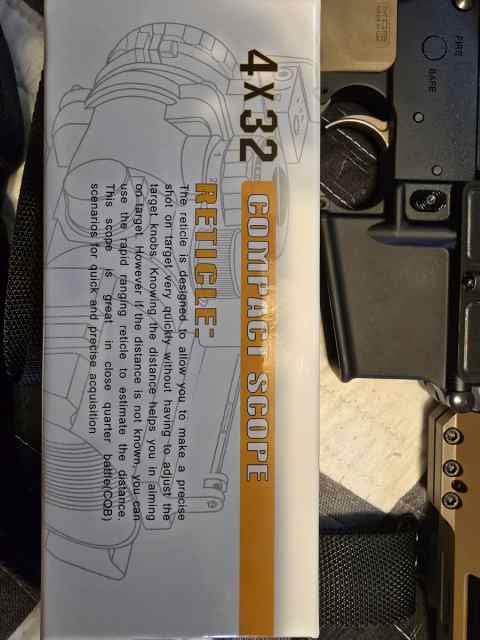 4X32
COMPACT SCOPE
RETICLE
The reticle is designed to allow you to make a precise
shot on target very quickly without having to adjust the
target knobs. Knowing the distance helps you in aiming
on target. However if the distance is not known, you can
use the rapid ranging reticle to estimate the distance.
This scope is great in close quarter battle(CQB)
scenarios for quick and precise acquisition
FIRE
SAFE